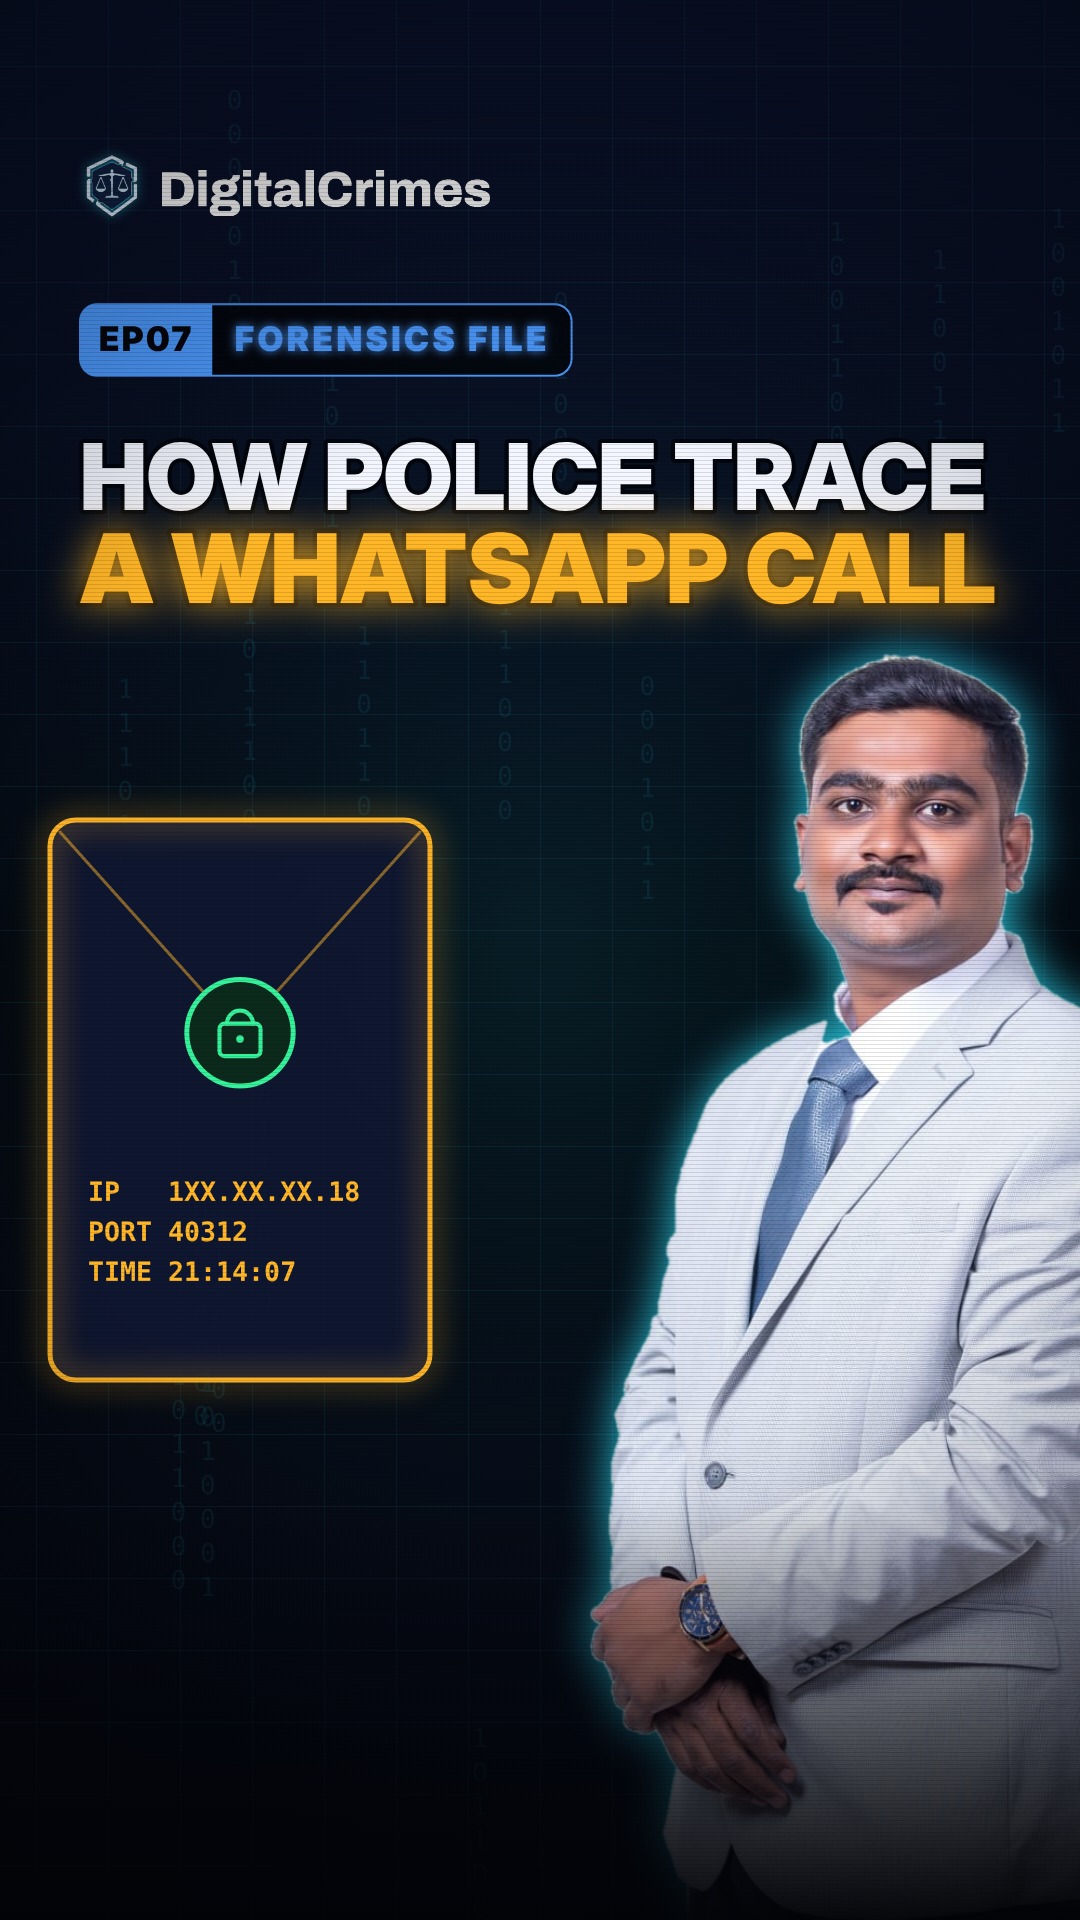 DigitalCrimes
EP07 FORENSICS FILE
HOW POLICE TRACE
A WHATSAPP CALL
IP 1XX.XX.XX.18
PORT 40312
TIME 21:14:07